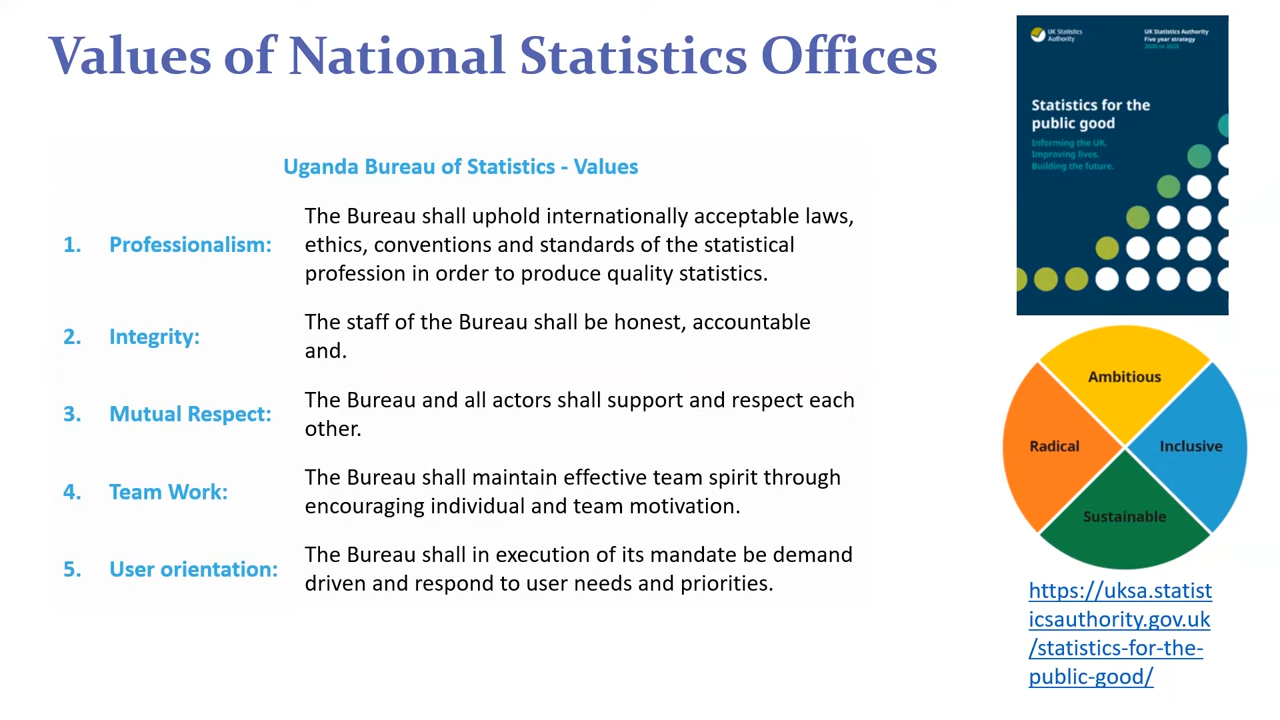 Values of National Statistics Offices
Uganda Bureau of Statistics - Values
1. Professionalism:
The Bureau shall uphold internationally acceptable laws,
ethics, conventions and standards of the statistical
profession in order to produce quality statistics.
2. Integrity:
The staff of the Bureau shall be honest, accountable
and.
3. Mutual Respect:
The Bureau and all actors shall support and respect each
other.
4. Team Work:
The Bureau shall maintain effective team spirit through
encouraging individual and team motivation.
5. User orientation:
The Bureau shall in execution of its mandate be demand
driven and respond to user needs and priorities.
UK Statistics
Authority
UK Statistics Authority
Five year strategy
Statistics for the
public good
Informing the UK.
Improving lives.
Building the future.
Ambitious
Radical
Inclusive
Sustainable
https://uksa.statist
icsauthority.gov.uk
/statistics-for-the-
public-good/